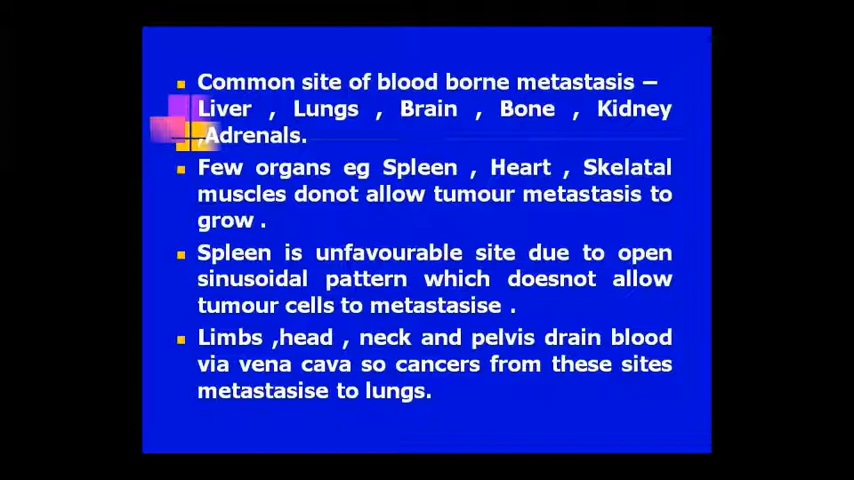 Common site of blood borne metastasis –
Liver , Lungs , Brain , Bone , Kidney
,Adrenals.
Few organs eg Spleen , Heart , Skelatal
muscles donot allow tumour metastasis to
grow .
Spleen is unfavourable site due to open
sinusoidal pattern which doesnot allow
tumour cells to metastasise .
Limbs ,head , neck and pelvis drain blood
via vena cava so cancers from these sites
metastasise to lungs.